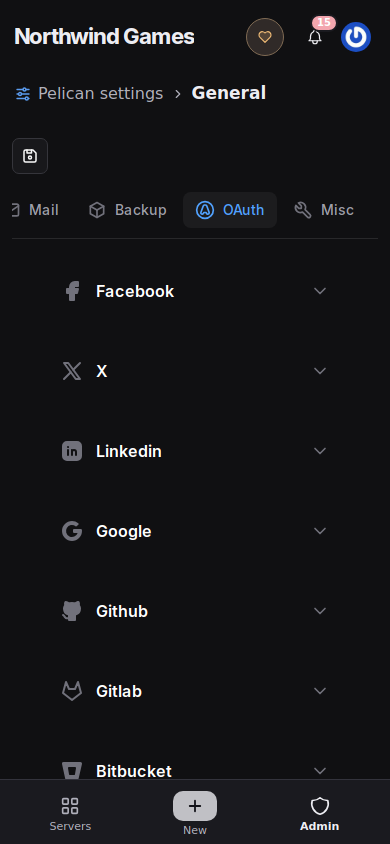 Northwind Games
15
Pelican settings > General
Mail Backup OAuth Misc
Facebook
X
Linkedin
Google
Github
Gitlab
Bitbucket
Servers New Admin